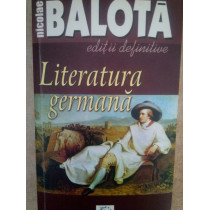 nicolae
BALOTĂ
ediții definitive
Literatura
germană